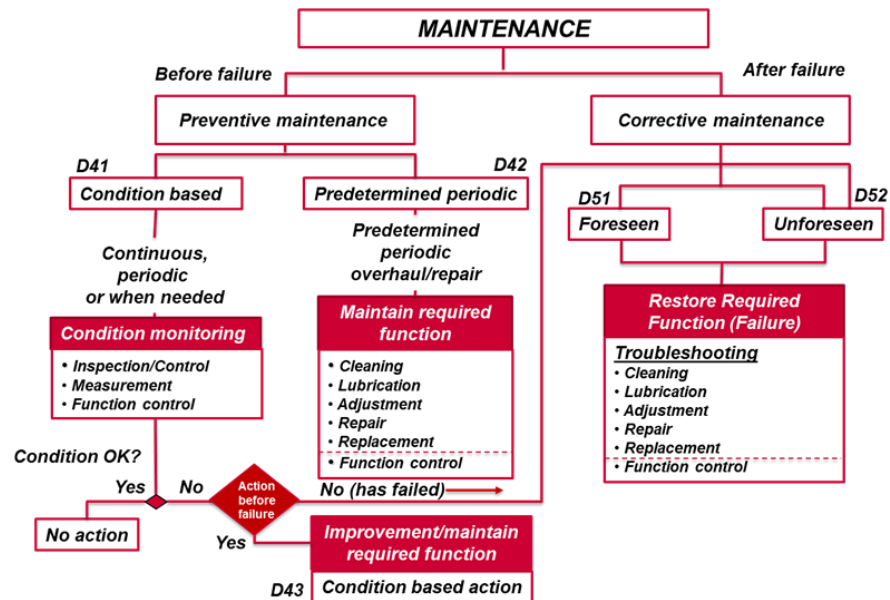 MAINTENANCE
Before failure
After failure
Preventive maintenance
Corrective maintenance
D41
D42
Condition based
Predetermined periodic
D51
D52
Foreseen
Unforeseen
Continuous,
periodic
or when needed
Predetermined
periodic
overhaul/repair
Condition monitoring
• Inspection/Control
• Measurement
• Function control
Maintain required
function
• Cleaning
• Lubrication
• Adjustment
• Repair
• Replacement
• Function control
Restore Required
Function (Failure)
Troubleshooting
• Cleaning
• Lubrication
• Adjustment
• Repair
• Replacement
• Function control
Condition OK?
Yes
No
Action
before
failure
No (has failed)
No action
Yes
Improvement/maintain
required function
D43
Condition based action